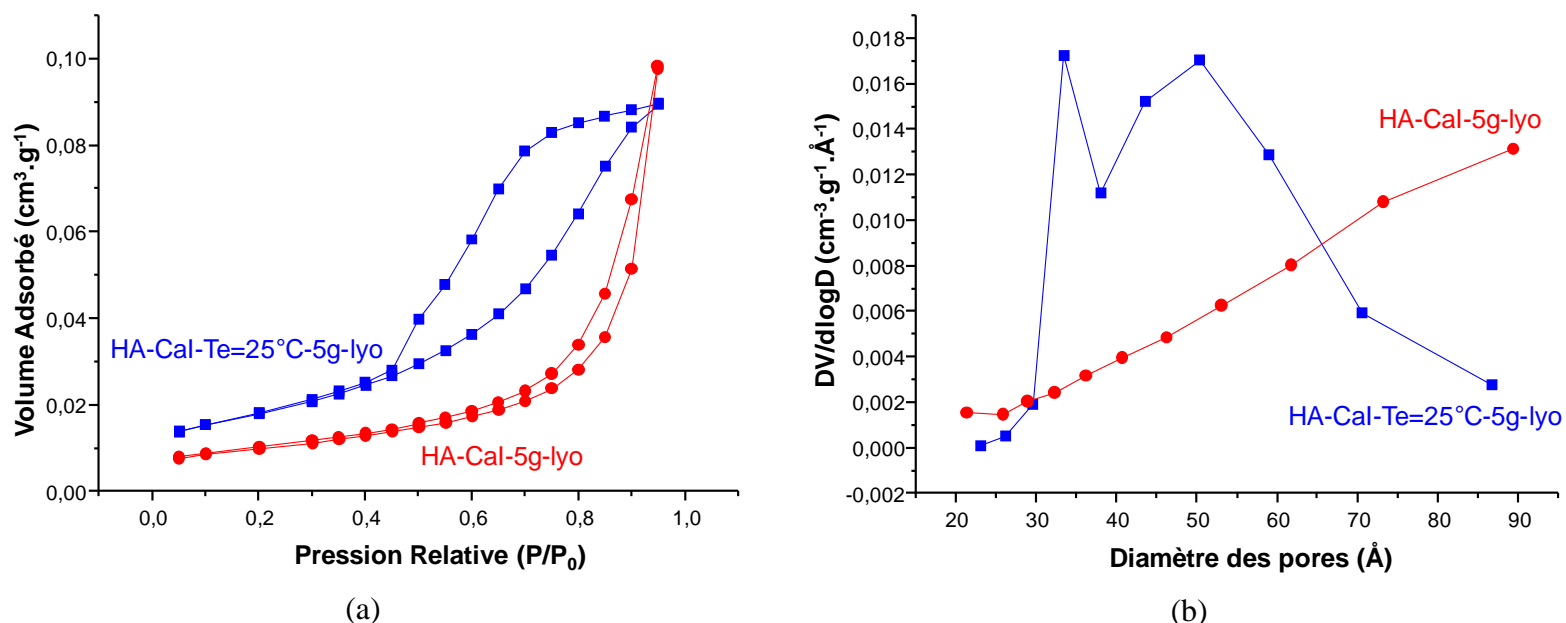 0,10
0,08
0,06
0,04
0,02
0,00
0,0 0,2 0,4 0,6 0,8 1,0
Volume Adsorbé (cm³.g⁻¹)
Pression Relative (P/P₀)
HA-CaI-Te=25°C-5g-lyo
HA-CaI-5g-lyo
(a)
0,018
0,016
0,014
0,012
0,010
0,008
0,006
0,004
0,002
0,000
-0,002
20 30 40 50 60 70 80 90
DV/dlogD (cm⁻³.g⁻¹.Å⁻¹)
Diamètre des pores (Å)
HA-CaI-5g-lyo
HA-CaI-Te=25°C-5g-lyo
(b)